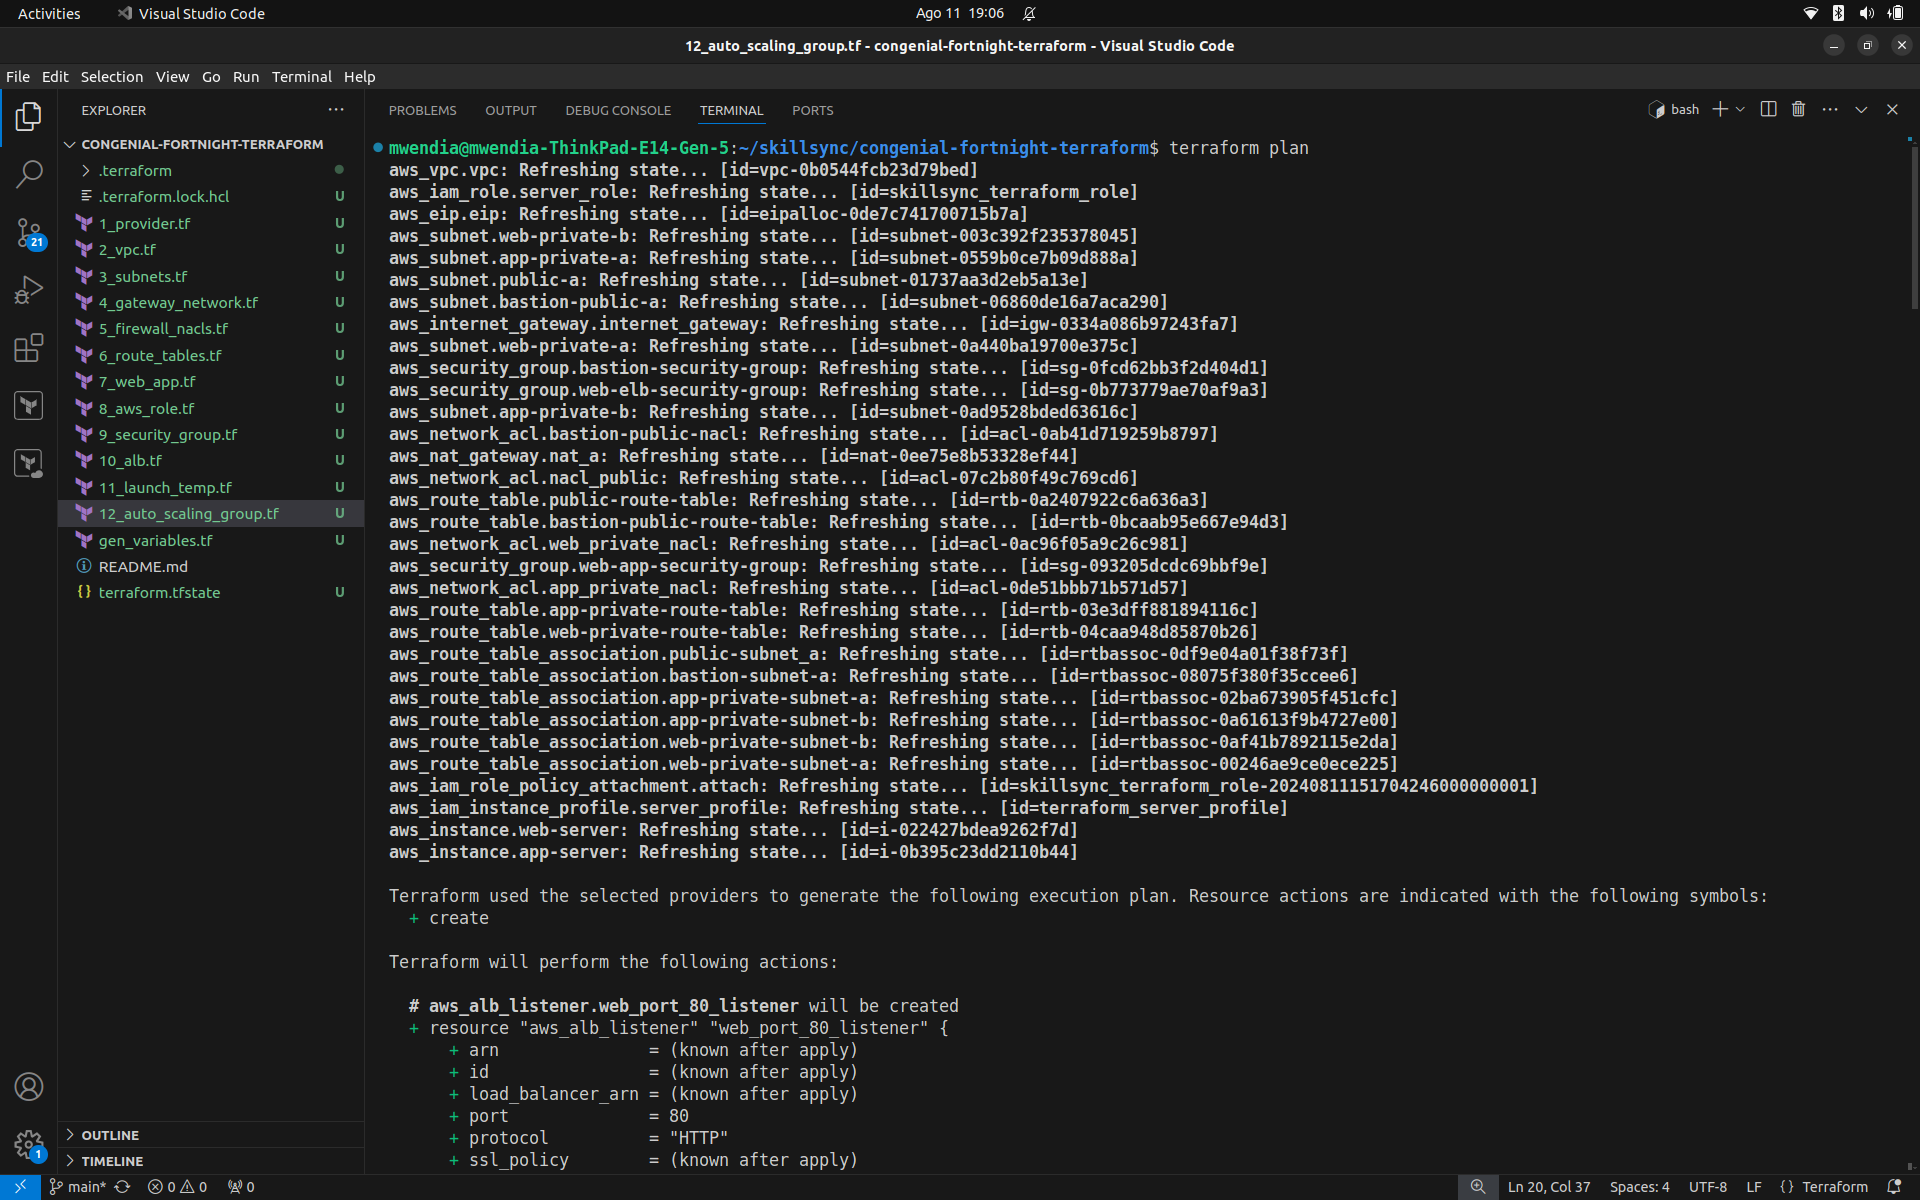 Activities
Visual Studio Code
Ago 11 19:06
12_auto_scaling_group.tf - congenial-fortnight-terraform - Visual Studio Code
File Edit Selection View Go Run Terminal Help
EXPLORER
CONGENIAL-FORTNIGHT-TERRAFORM
.terraform
.terraform.lock.hcl U
1_provider.tf U
2_vpc.tf U
3_subnets.tf U
4_gateway_network.tf U
5_firewall_nacls.tf U
6_route_tables.tf U
7_web_app.tf U
8_aws_role.tf U
9_security_group.tf U
10_alb.tf U
11_launch_temp.tf U
12_auto_scaling_group.tf U
gen_variables.tf U
README.md
terraform.tfstate U
OUTLINE
TIMELINE
21
1
PROBLEMS OUTPUT DEBUG CONSOLE TERMINAL PORTS
bash
mwendia@mwendia-ThinkPad-E14-Gen-5:~/skillsync/congenial-fortnight-terraform$ terraform plan
aws_vpc.vpc: Refreshing state... [id=vpc-0b0544fcb23d79bed]
aws_iam_role.server_role: Refreshing state... [id=skillsync_terraform_role]
aws_eip.eip: Refreshing state... [id=eipalloc-0de7c741700715b7a]
aws_subnet.web-private-b: Refreshing state... [id=subnet-003c392f235378045]
aws_subnet.app-private-a: Refreshing state... [id=subnet-0559b0ce7b09d888a]
aws_subnet.public-a: Refreshing state... [id=subnet-01737aa3d2eb5a13e]
aws_subnet.bastion-public-a: Refreshing state... [id=subnet-06860de16a7aca290]
aws_internet_gateway.internet_gateway: Refreshing state... [id=igw-0334a086b97243fa7]
aws_subnet.web-private-a: Refreshing state... [id=subnet-0a440ba19700e375c]
aws_security_group.bastion-security-group: Refreshing state... [id=sg-0fcd62bb3f2d404d1]
aws_security_group.web-elb-security-group: Refreshing state... [id=sg-0b773779ae70af9a3]
aws_subnet.app-private-b: Refreshing state... [id=subnet-0ad9528bded63616c]
aws_network_acl.bastion-public-nacl: Refreshing state... [id=acl-0ab41d719259b8797]
aws_nat_gateway.nat_a: Refreshing state... [id=nat-0ee75e8b53328ef44]
aws_network_acl.nacl_public: Refreshing state... [id=acl-07c2b80f49c769cd6]
aws_route_table.public-route-table: Refreshing state... [id=rtb-0a2407922c6a636a3]
aws_route_table.bastion-public-route-table: Refreshing state... [id=rtb-0bcaab95e667e94d3]
aws_network_acl.web_private_nacl: Refreshing state... [id=acl-0ac96f05a9c26c981]
aws_security_group.web-app-security-group: Refreshing state... [id=sg-093205dcdc69bbf9e]
aws_network_acl.app_private_nacl: Refreshing state... [id=acl-0de51bbb71b571d57]
aws_route_table.app-private-route-table: Refreshing state... [id=rtb-03e3dff881894116c]
aws_route_table.web-private-route-table: Refreshing state... [id=rtb-04caa948d85870b26]
aws_route_table_association.public-subnet_a: Refreshing state... [id=rtbassoc-0df9e04a01f38f73f]
aws_route_table_association.bastion-subnet-a: Refreshing state... [id=rtbassoc-08075f380f35ccee6]
aws_route_table_association.app-private-subnet-a: Refreshing state... [id=rtbassoc-02ba673905f451cfc]
aws_route_table_association.app-private-subnet-b: Refreshing state... [id=rtbassoc-0a61613f9b4727e00]
aws_route_table_association.web-private-subnet-b: Refreshing state... [id=rtbassoc-0af41b7892115e2da]
aws_route_table_association.web-private-subnet-a: Refreshing state... [id=rtbassoc-00246ae9ce0ece225]
aws_iam_role_policy_attachment.attach: Refreshing state... [id=skillsync_terraform_role-20240811151704246000000001]
aws_iam_instance_profile.server_profile: Refreshing state... [id=terraform_server_profile]
aws_instance.web-server: Refreshing state... [id=i-022427bdea9262f7d]
aws_instance.app-server: Refreshing state... [id=i-0b395c23dd2110b44]
Terraform used the selected providers to generate the following execution plan. Resource actions are indicated with the following symbols:
+ create
Terraform will perform the following actions:
# aws_alb_listener.web_port_80_listener will be created
+ resource "aws_alb_listener" "web_port_80_listener" {
+ arn = (known after apply)
+ id = (known after apply)
+ load_balancer_arn = (known after apply)
+ port = 80
+ protocol = "HTTP"
+ ssl_policy = (known after apply)
main* 0 0 0
Ln 20, Col 37 Spaces: 4 UTF-8 LF {} Terraform